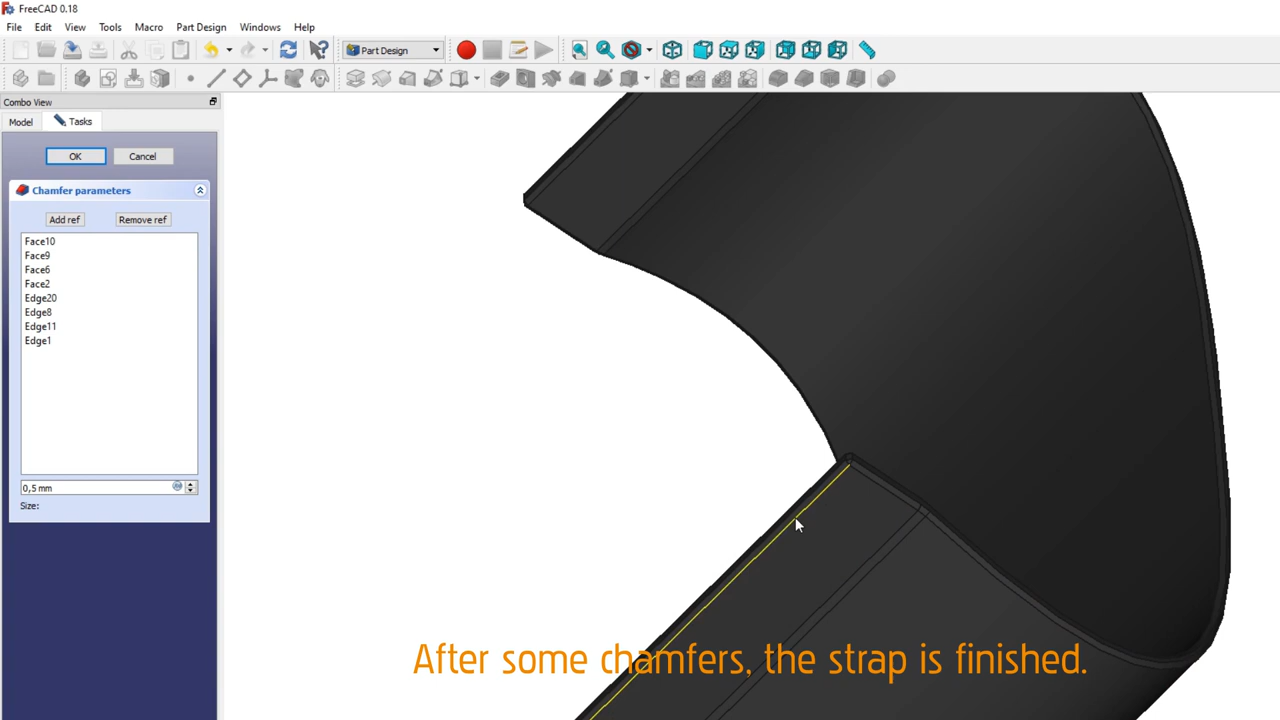 FreeCAD 0.18
File Edit View Tools Macro Part Design Windows Help
Part Design
Combo View
Model Tasks
OK Cancel
Chamfer parameters
Add ref Remove ref
Face10
Face9
Face6
Face2
Edge20
Edge8
Edge11
Edge1
0,5 mm
Size:
After some chamfers, the strap is finished.